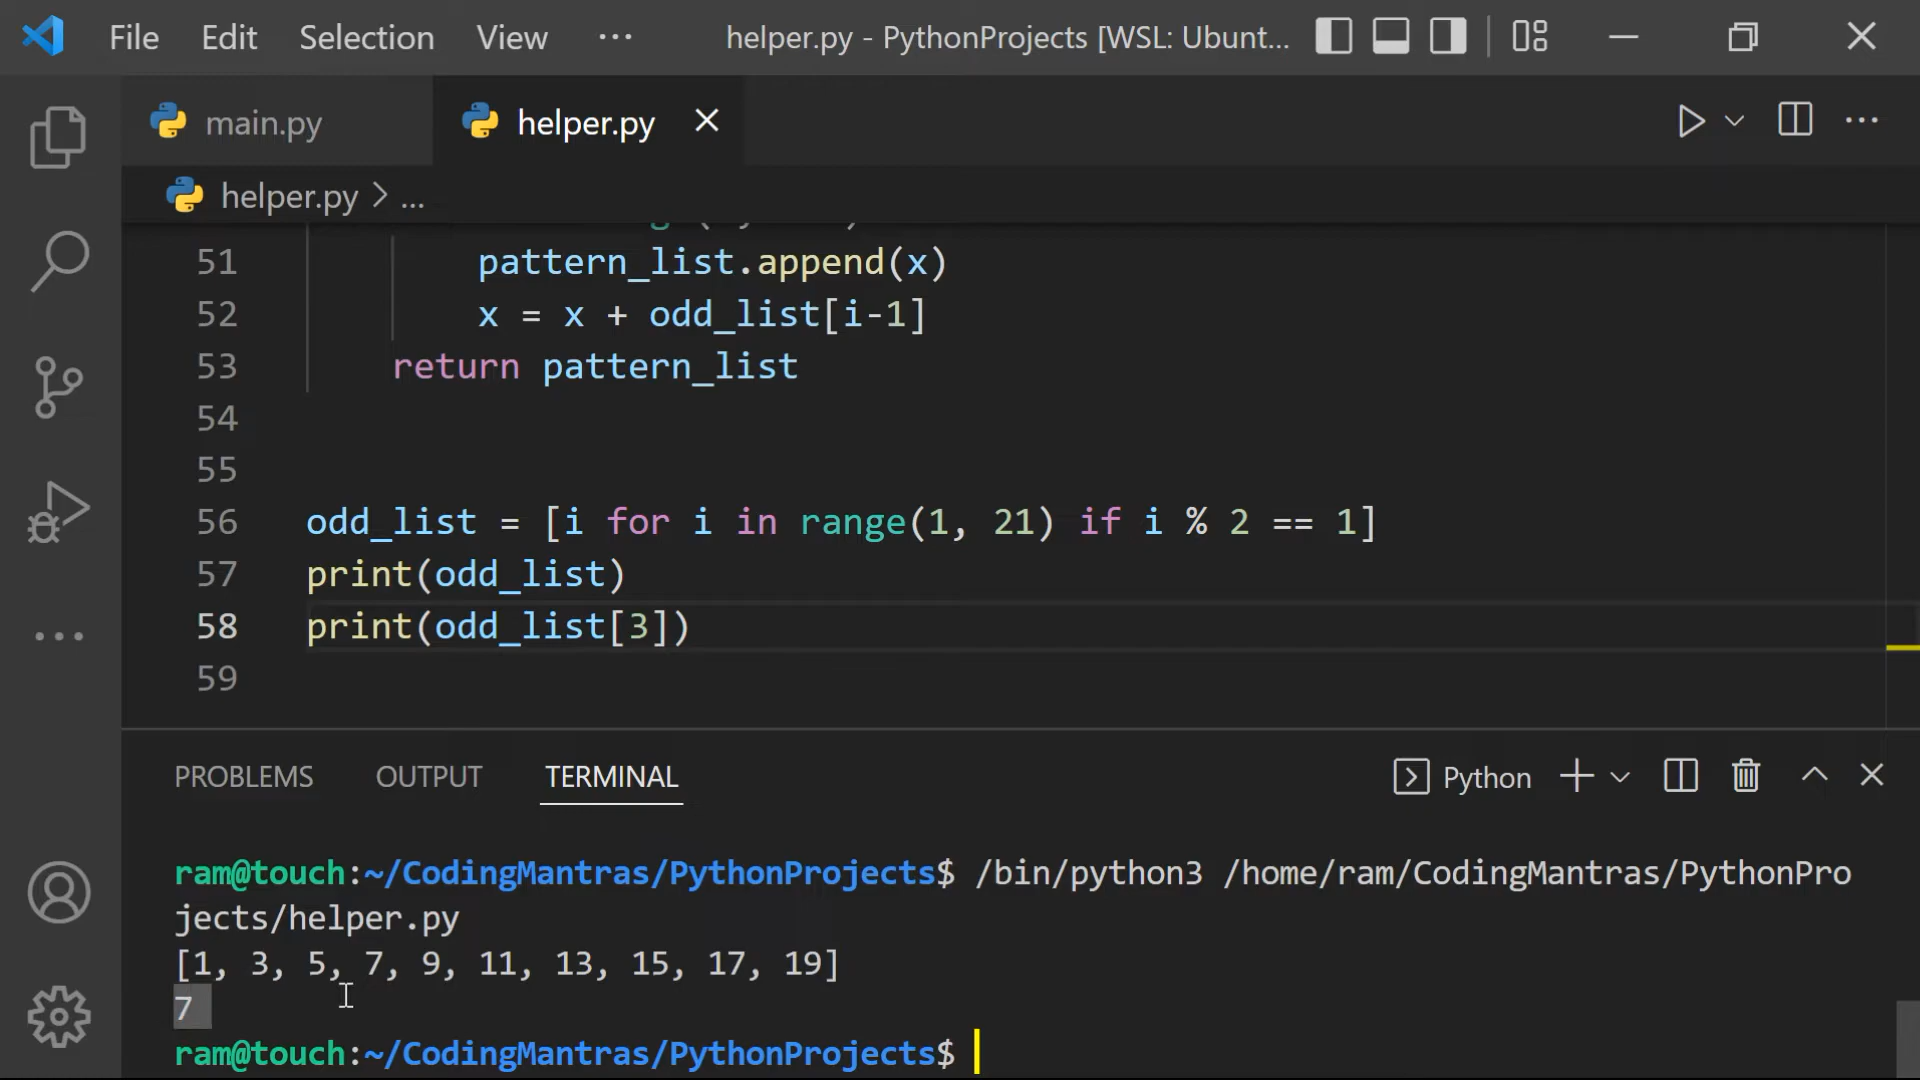 File Edit Selection View ··· helper.py - PythonProjects [WSL: Ubunt...
main.py helper.py
helper.py > ...
51 pattern_list.append(x)
52 x = x + odd_list[i-1]
53 return pattern_list
54
55
56 odd_list = [i for i in range(1, 21) if i % 2 == 1]
57 print(odd_list)
58 print(odd_list[3])
59
PROBLEMS OUTPUT TERMINAL Python
ram@touch:~/CodingMantras/PythonProjects$ /bin/python3 /home/ram/CodingMantras/PythonPro
jects/helper.py
[1, 3, 5, 7, 9, 11, 13, 15, 17, 19]
7
ram@touch:~/CodingMantras/PythonProjects$